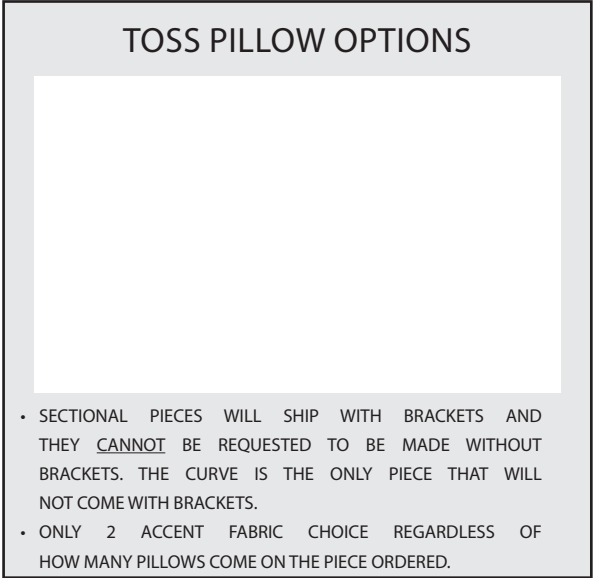 TOSS PILLOW OPTIONS
• SECTIONAL PIECES WILL SHIP WITH BRACKETS AND
THEY CANNOT BE REQUESTED TO BE MADE WITHOUT
BRACKETS. THE CURVE IS THE ONLY PIECE THAT WILL
NOT COME WITH BRACKETS.
• ONLY 2 ACCENT FABRIC CHOICE REGARDLESS OF
HOW MANY PILLOWS COME ON THE PIECE ORDERED.